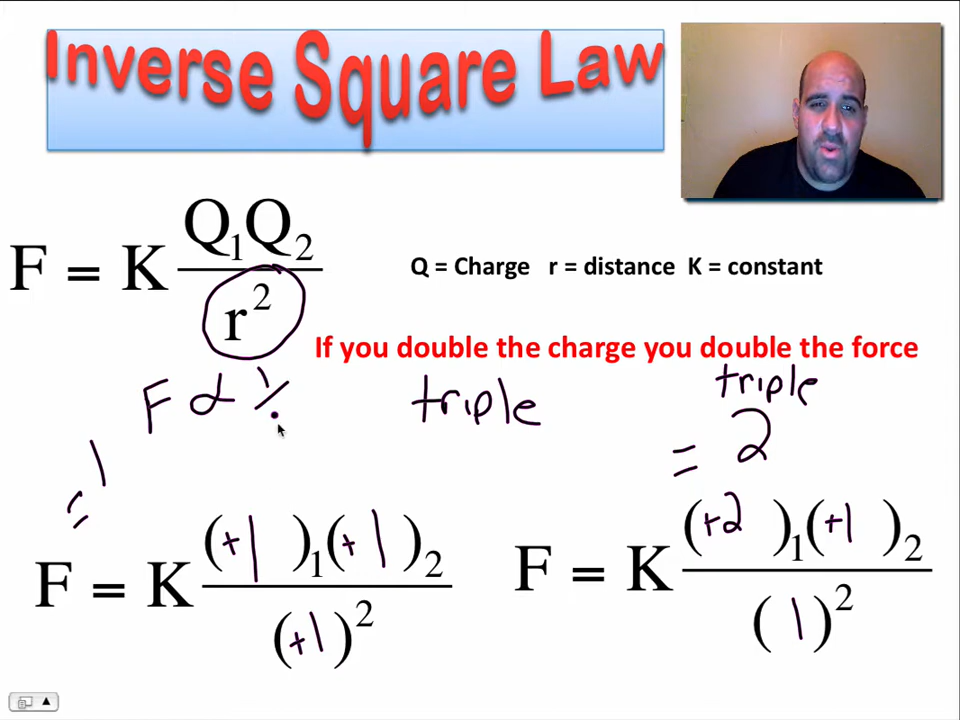 Inverse Square Law
F = K Q₁Q₂ / r²
Q = Charge r = distance K = constant
If you double the charge you double the force
F α 1/.
triple
triple
= 1
= 2
F = K (+1)₁(+1)₂ / (+1)²
F = K (+2)₁(+1)₂ / (1)²